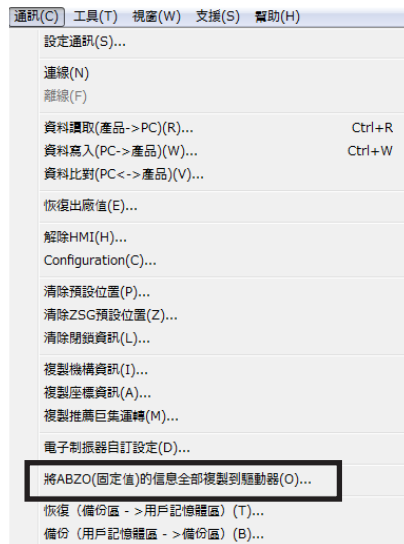 通訊(C) 工具(T) 視窗(W) 支援(S) 幫助(H)
設定通訊(S)...
連線(N)
離線(F)
資料讀取(產品->PC)(R)... Ctrl+R
資料寫入(PC->產品)(W)... Ctrl+W
資料比對(PC<->產品)(V)...
恢復出廠值(E)...
解除HMI(H)...
Configuration(C)...
清除預設位置(P)...
清除ZSG預設位置(Z)...
清除閉鎖資訊(L)...
複製機構資訊(I)...
複製座標資訊(A)...
複製推薦巨集運轉(M)...
電子制振器自訂設定(D)...
將ABZO(固定值)的信息全部複製到驅動器(O)...
恢復（備份區 - >用戶記憶體區）(T)...
備份（用戶記憶體區 - >備份區）(B)...